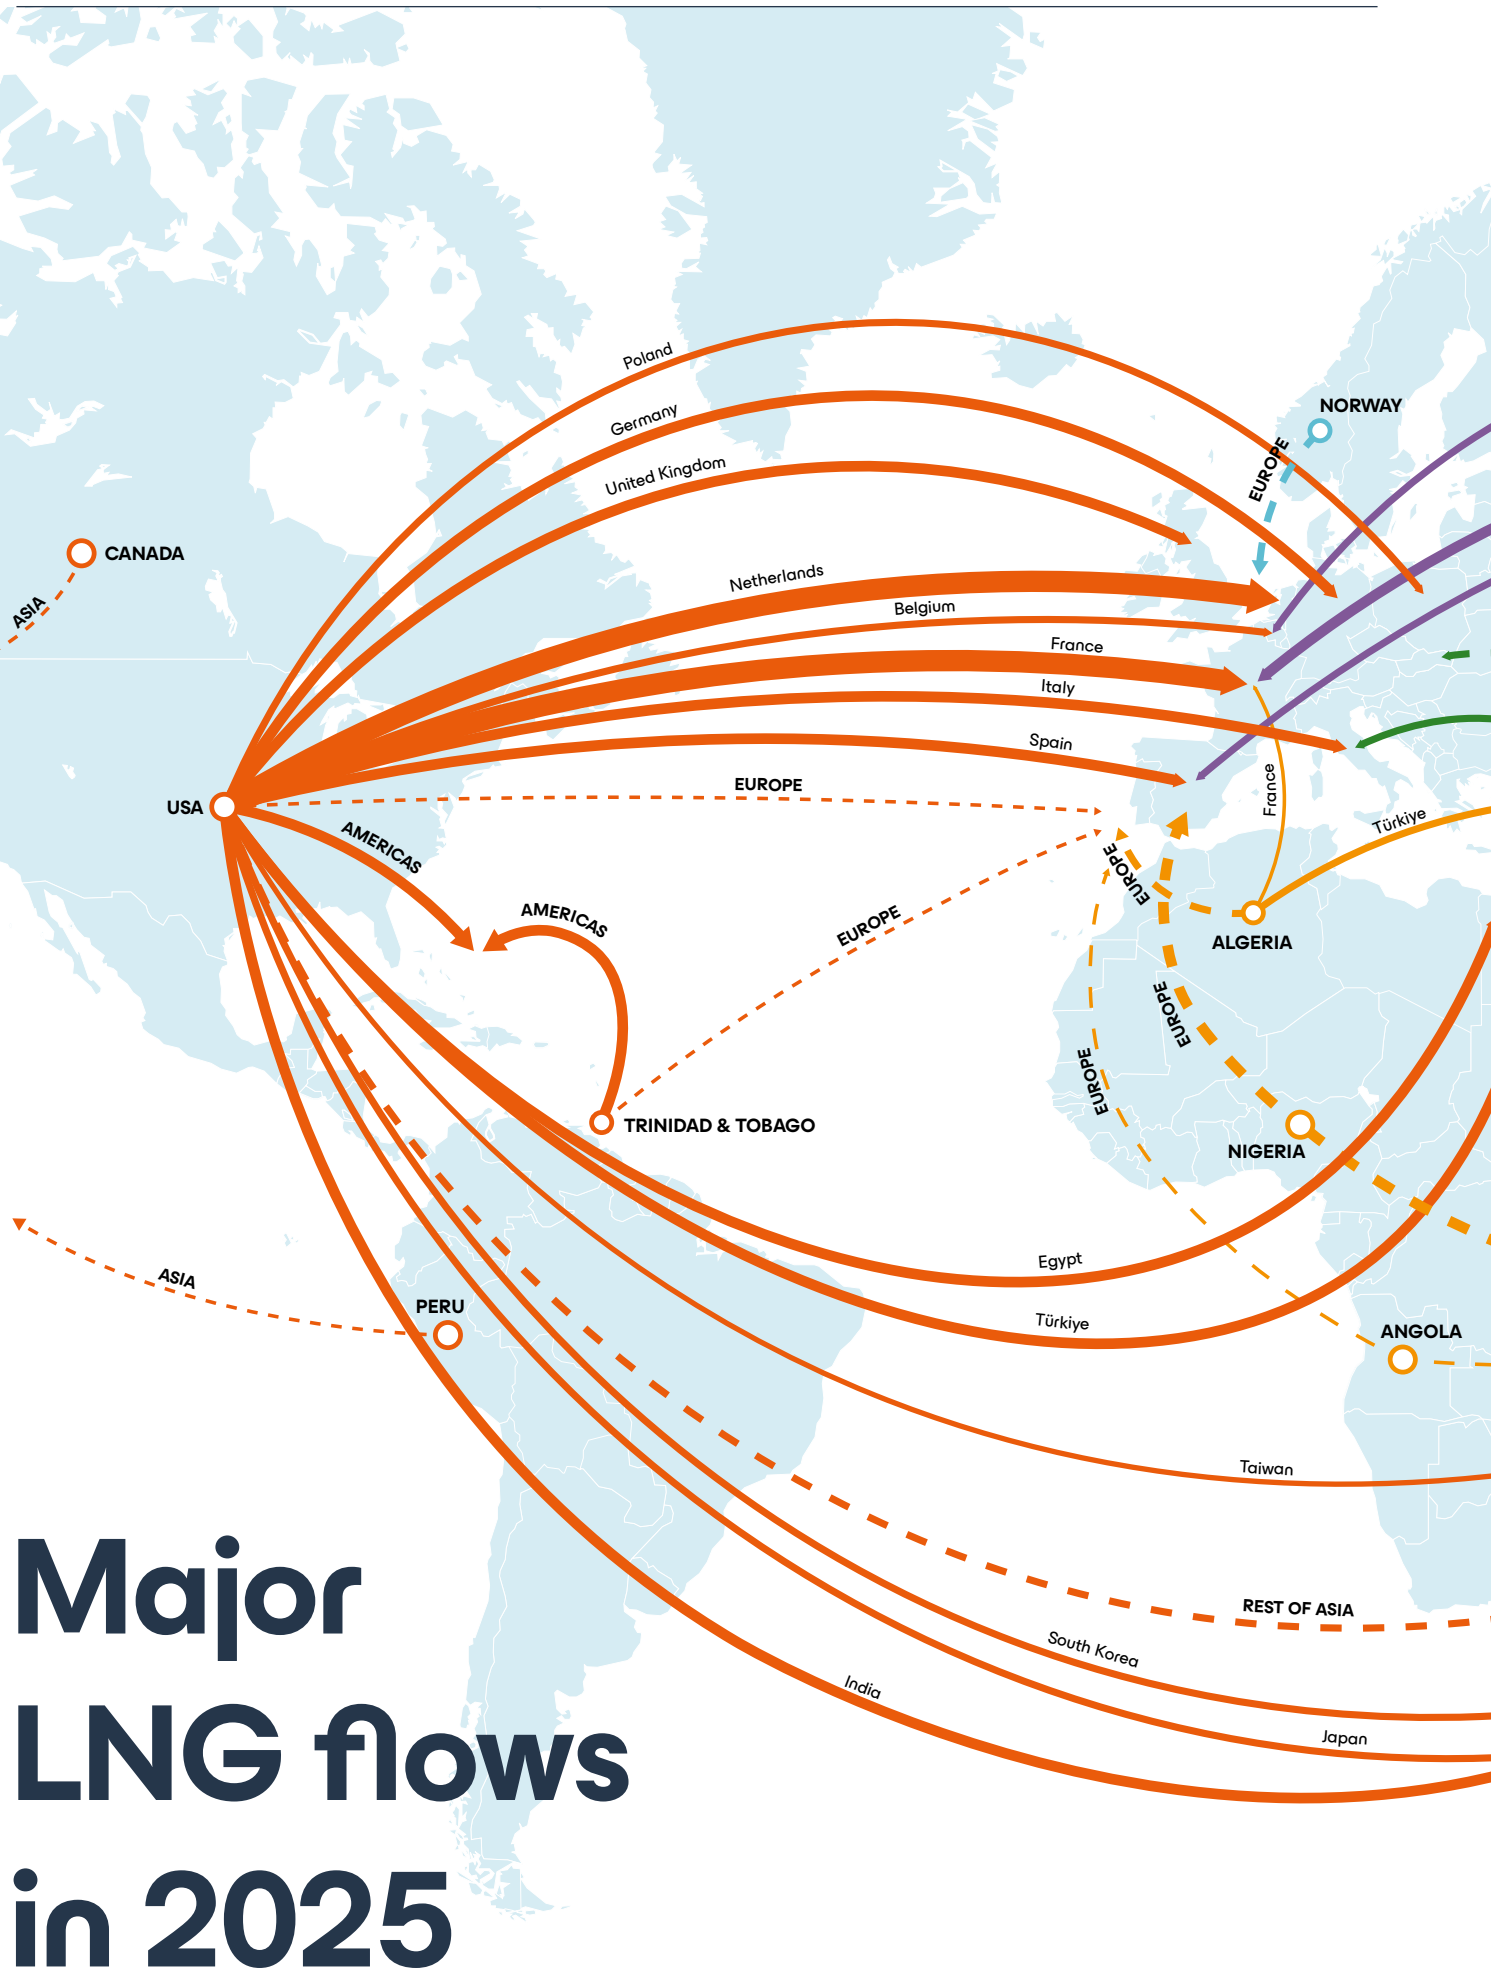 Poland
Germany
United Kingdom
NORWAY
EUROPE
CANADA
ASIA
Netherlands
Belgium
France
Italy
Spain
EUROPE
USA
AMERICAS
AMERICAS
EUROPE
EUROPE
France
Türkiye
ALGERIA
EUROPE
EUROPE
TRINIDAD & TOBAGO
NIGERIA
ASIA
PERU
Egypt
Türkiye
ANGOLA
Taiwan
REST OF ASIA
South Korea
India
Japan
Major
LNG flows
in 2025